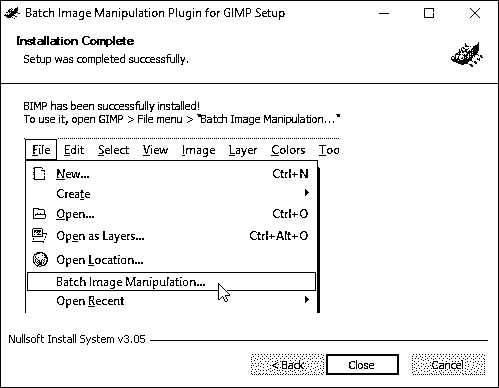 Batch Image Manipulation Plugin for GIMP Setup
Installation Complete
Setup was completed successfully.
BIMP has been successfully installed!
To use it, open GIMP > File menu > "Batch Image Manipulation..."
File Edit Select View Image Layer Colors Too
New... Ctrl+N
Create
Open... Ctrl+O
Open as Layers... Ctrl+Alt+O
Open Location...
Batch Image Manipulation...
Open Recent
Nullsoft Install System v3.05
< Back Close Cancel